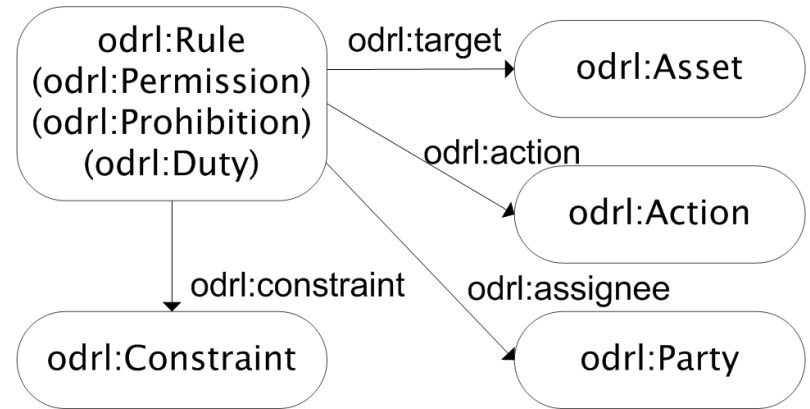 odrl:Rule
(odrl:Permission)
(odrl:Prohibition)
(odrl:Duty)
odrl:target
odrl:Asset
odrl:action
odrl:Action
odrl:constraint
odrl:assignee
odrl:Constraint
odrl:Party